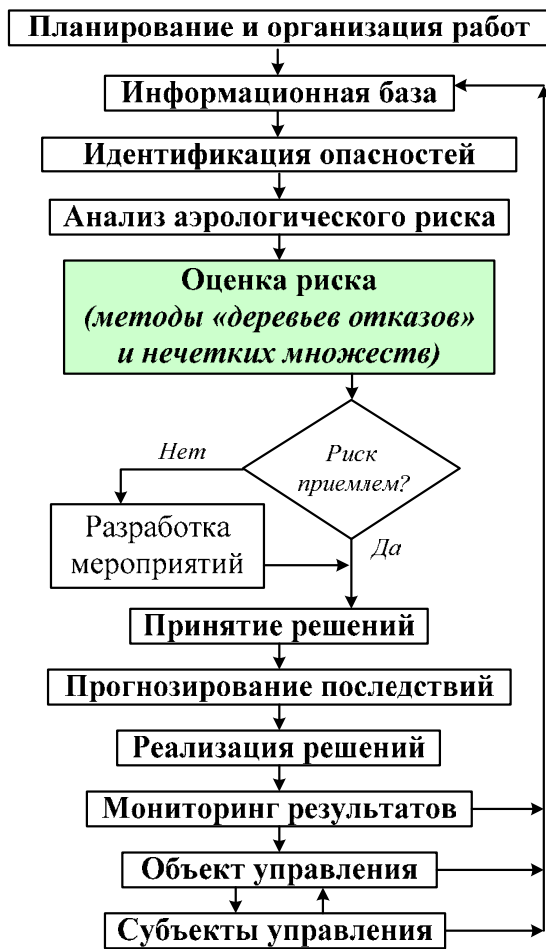 Планирование и организация работ
Информационная база
Идентификация опасностей
Анализ аэрологического риска
Оценка риска
(методы «деревьев отказов»
и нечетких множеств)
Нет
Риск
приемлем?
Разработка
мероприятий
Да
Принятие решений
Прогнозирование последствий
Реализация решений
Мониторинг результатов
Объект управления
Субъекты управления